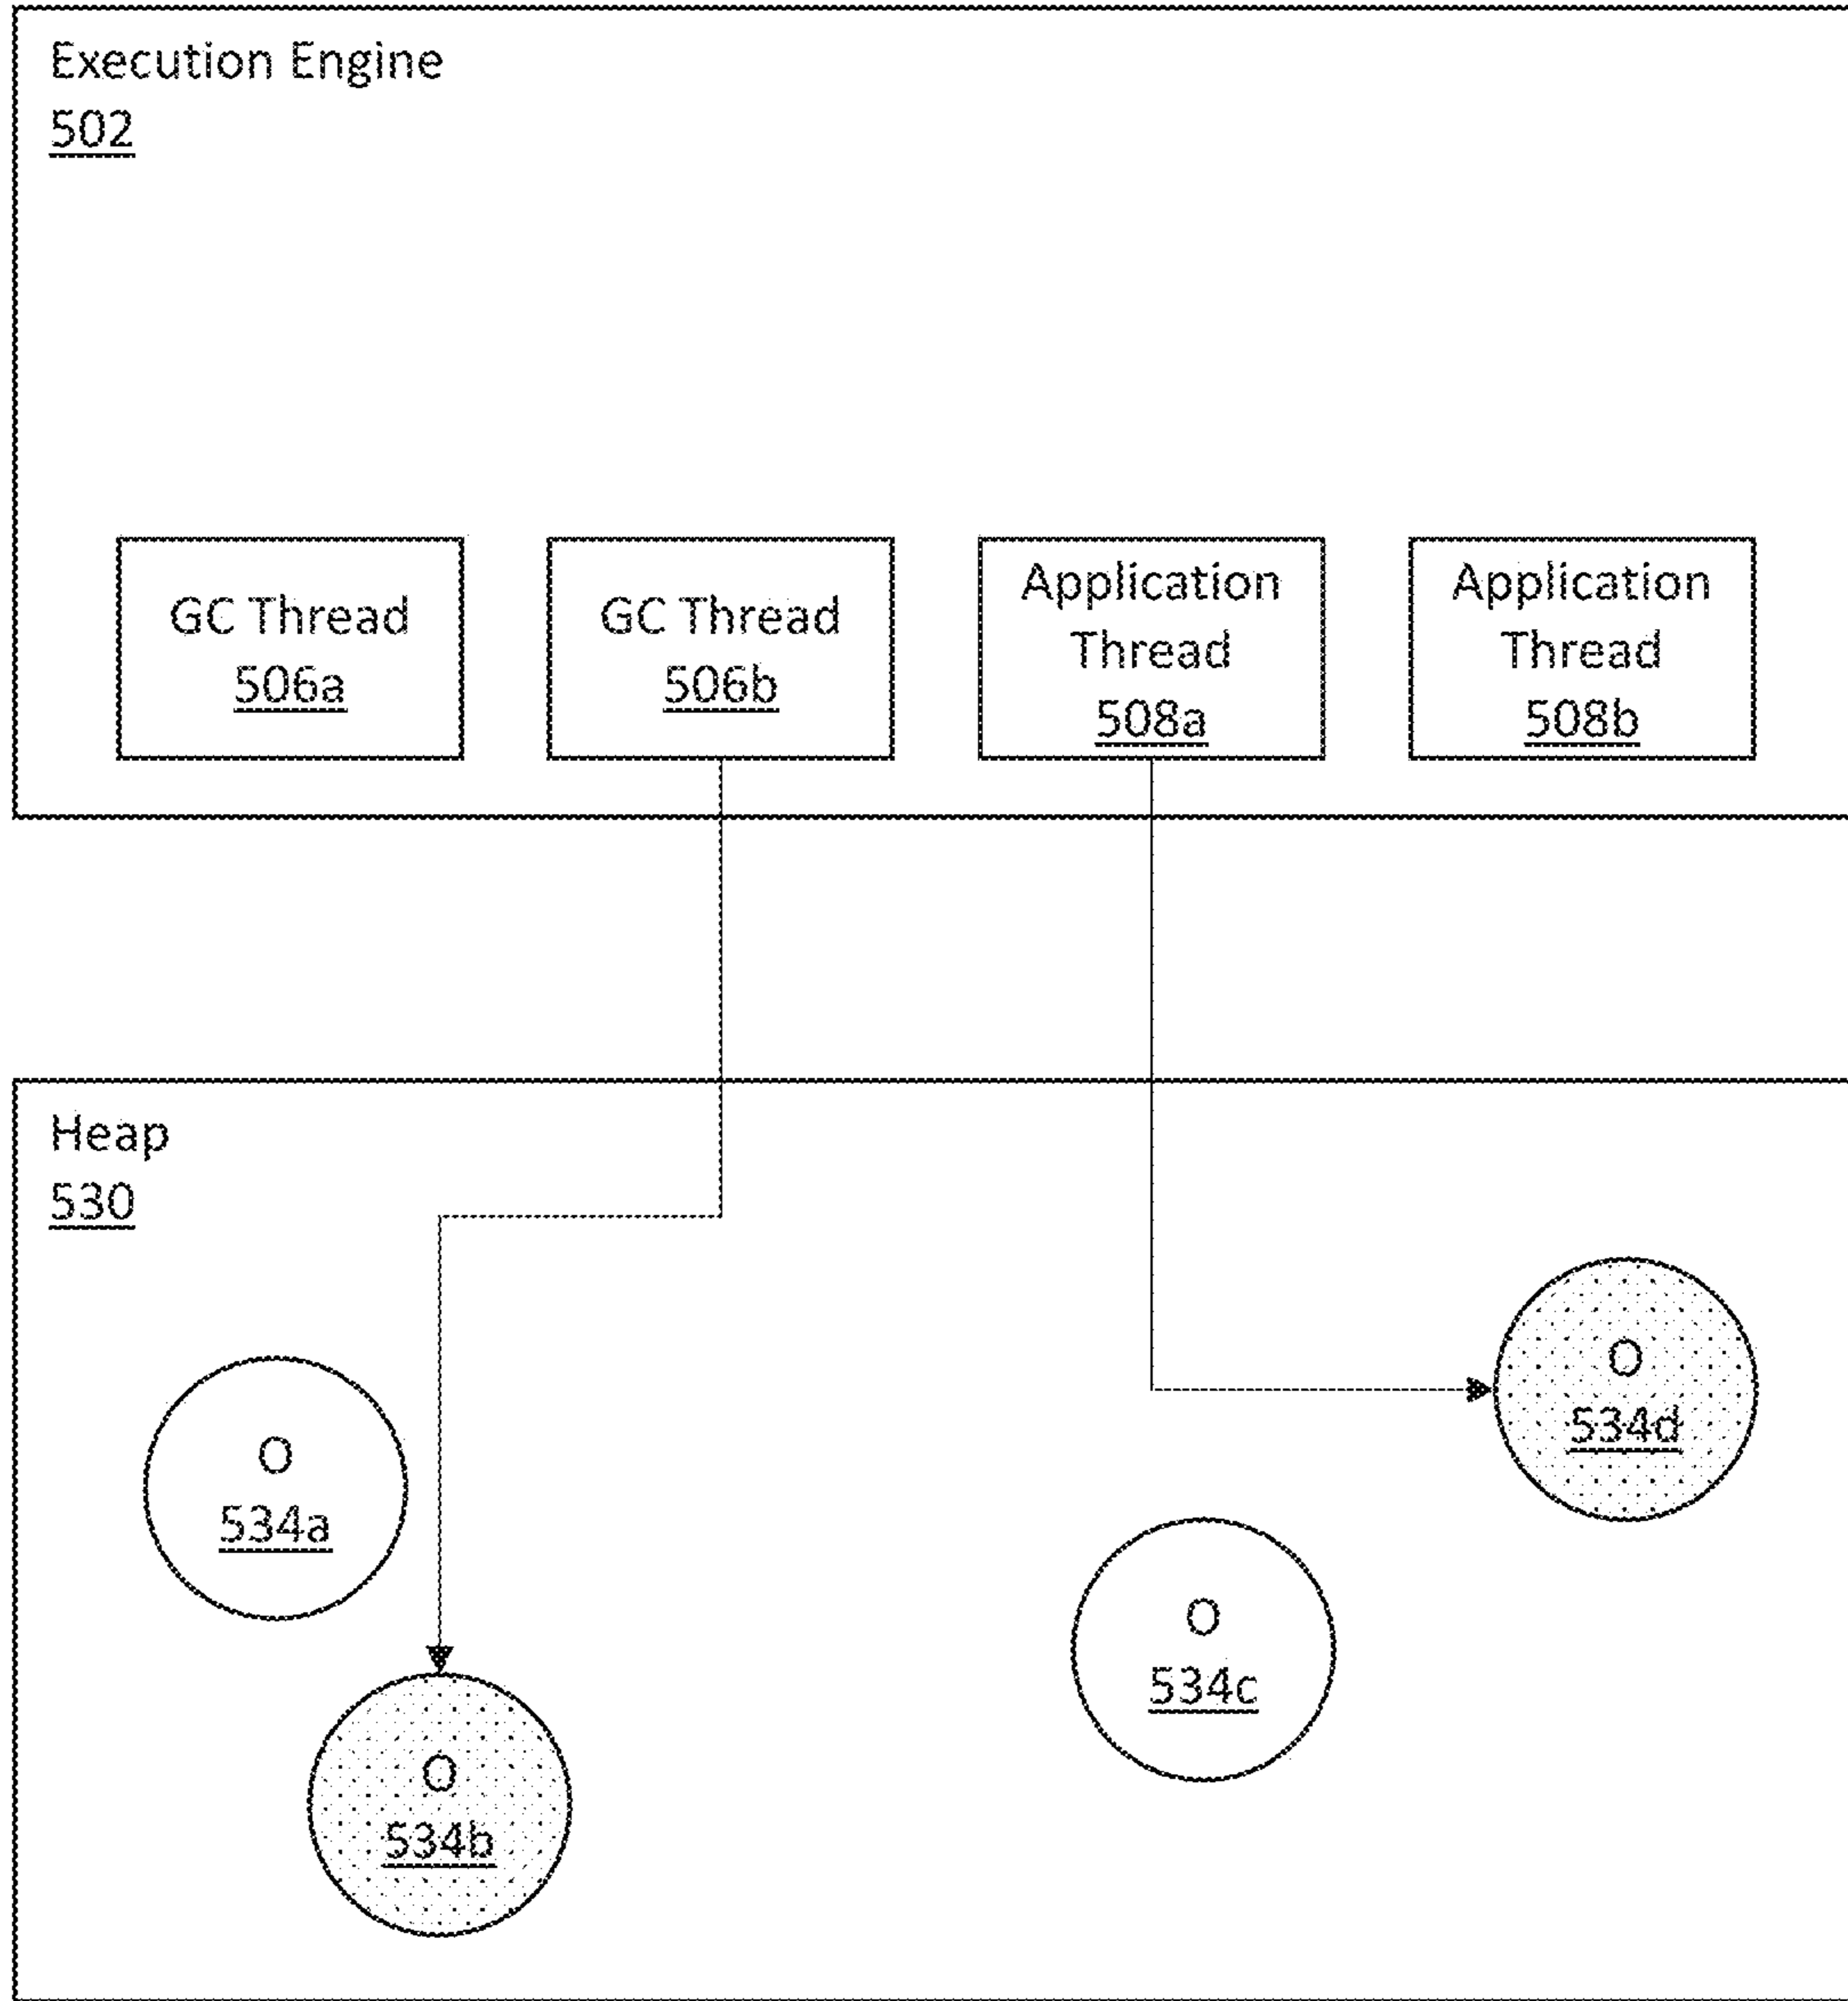 Execution Engine
502
GC Thread
506a
GC Thread
506b
Application
Thread
508a
Application
Thread
508b
Heap
530
O
534a
O
534b
O
534c
O
534d